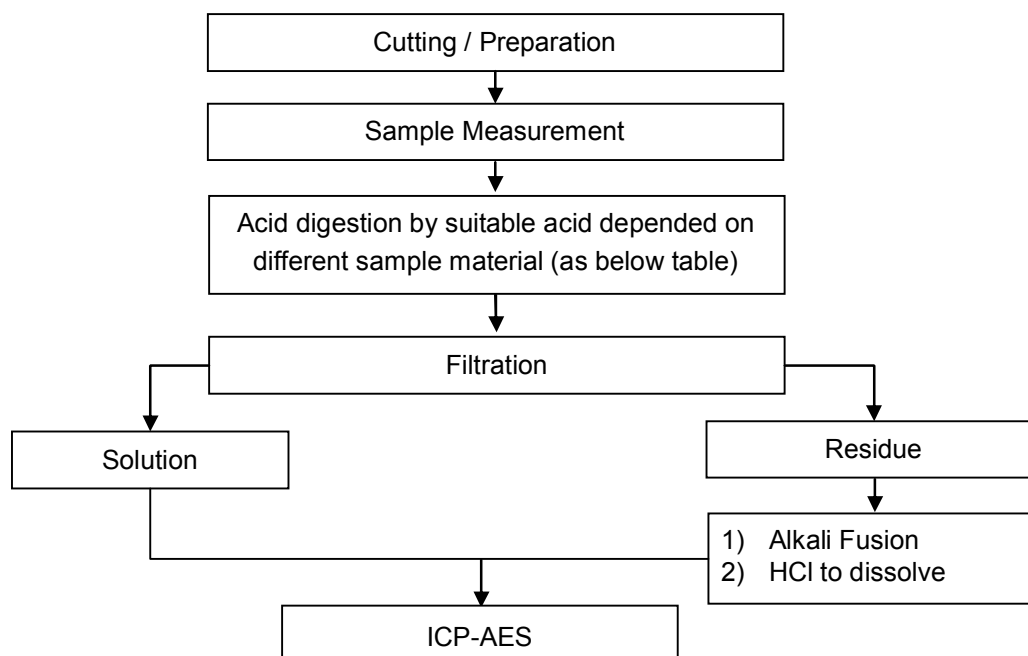 Cutting / Preparation
Sample Measurement
Acid digestion by suitable acid depended on
different sample material (as below table)
Filtration
Solution
Residue
1) Alkali Fusion
2) HCl to dissolve
ICP-AES